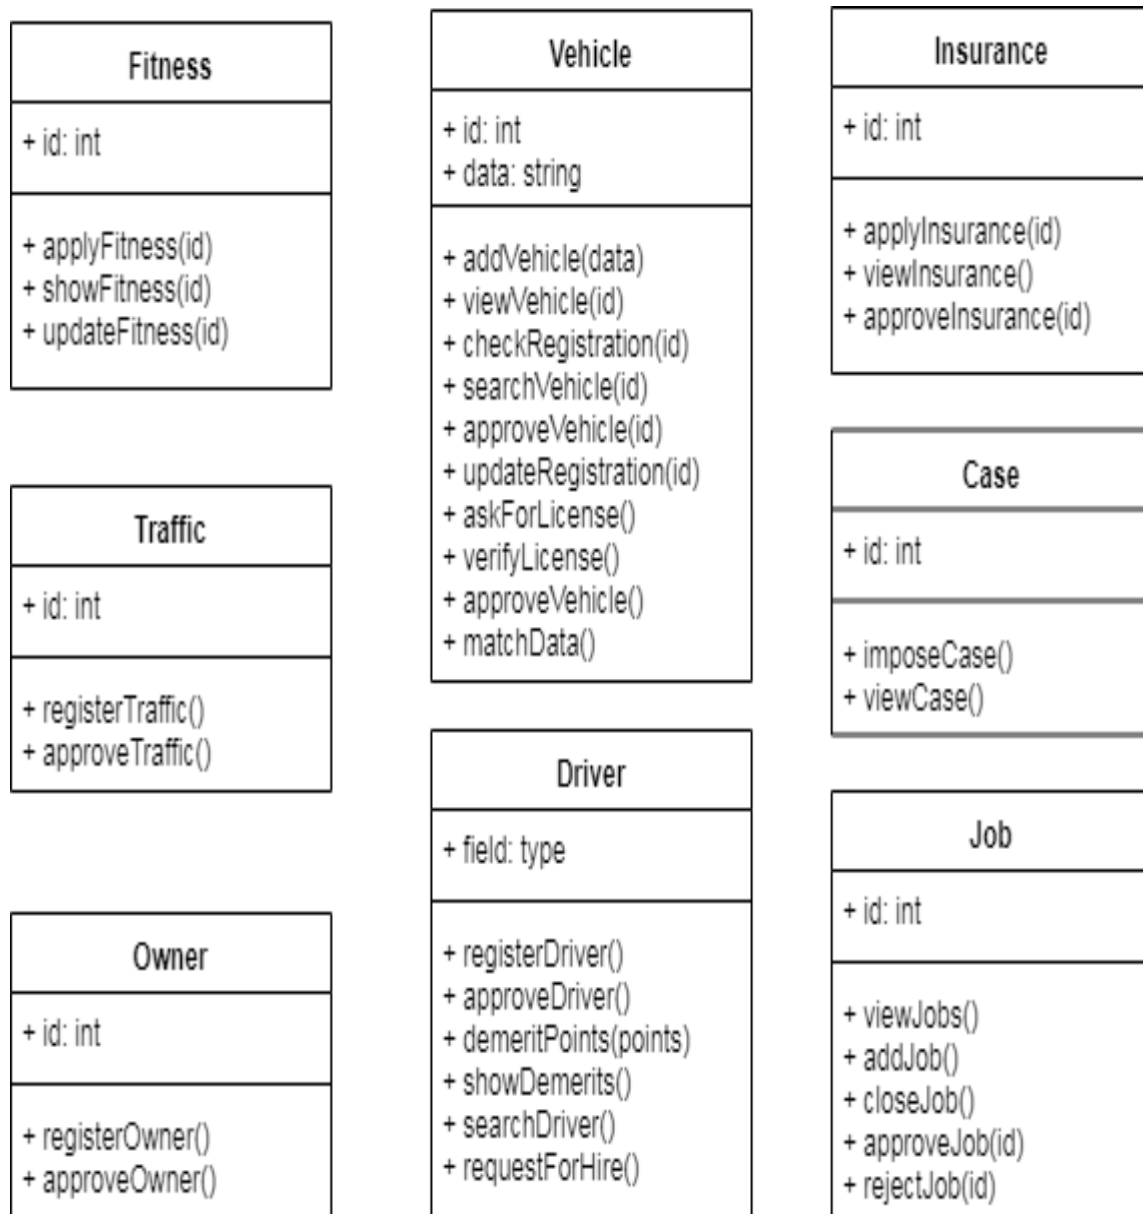 Fitness
+ id: int
+ applyFitness(id)
+ showFitness(id)
+ updateFitness(id)
Traffic
+ id: int
+ registerTraffic()
+ approveTraffic()
Owner
+ id: int
+ registerOwner()
+ approveOwner()
Vehicle
+ id: int
+ data: string
+ addVehicle(data)
+ viewVehicle(id)
+ checkRegistration(id)
+ searchVehicle(id)
+ approveVehicle(id)
+ updateRegistration(id)
+ askForLicense()
+ verifyLicense()
+ approveVehicle()
+ matchData()
Driver
+ field: type
+ registerDriver()
+ approveDriver()
+ demeritPoints(points)
+ showDemerits()
+ searchDriver()
+ requestForHire()
Insurance
+ id: int
+ applyInsurance(id)
+ viewInsurance()
+ approveInsurance(id)
Case
+ id: int
+ imposeCase()
+ viewCase()
Job
+ id: int
+ viewJobs()
+ addJob()
+ closeJob()
+ approveJob(id)
+ rejectJob(id)